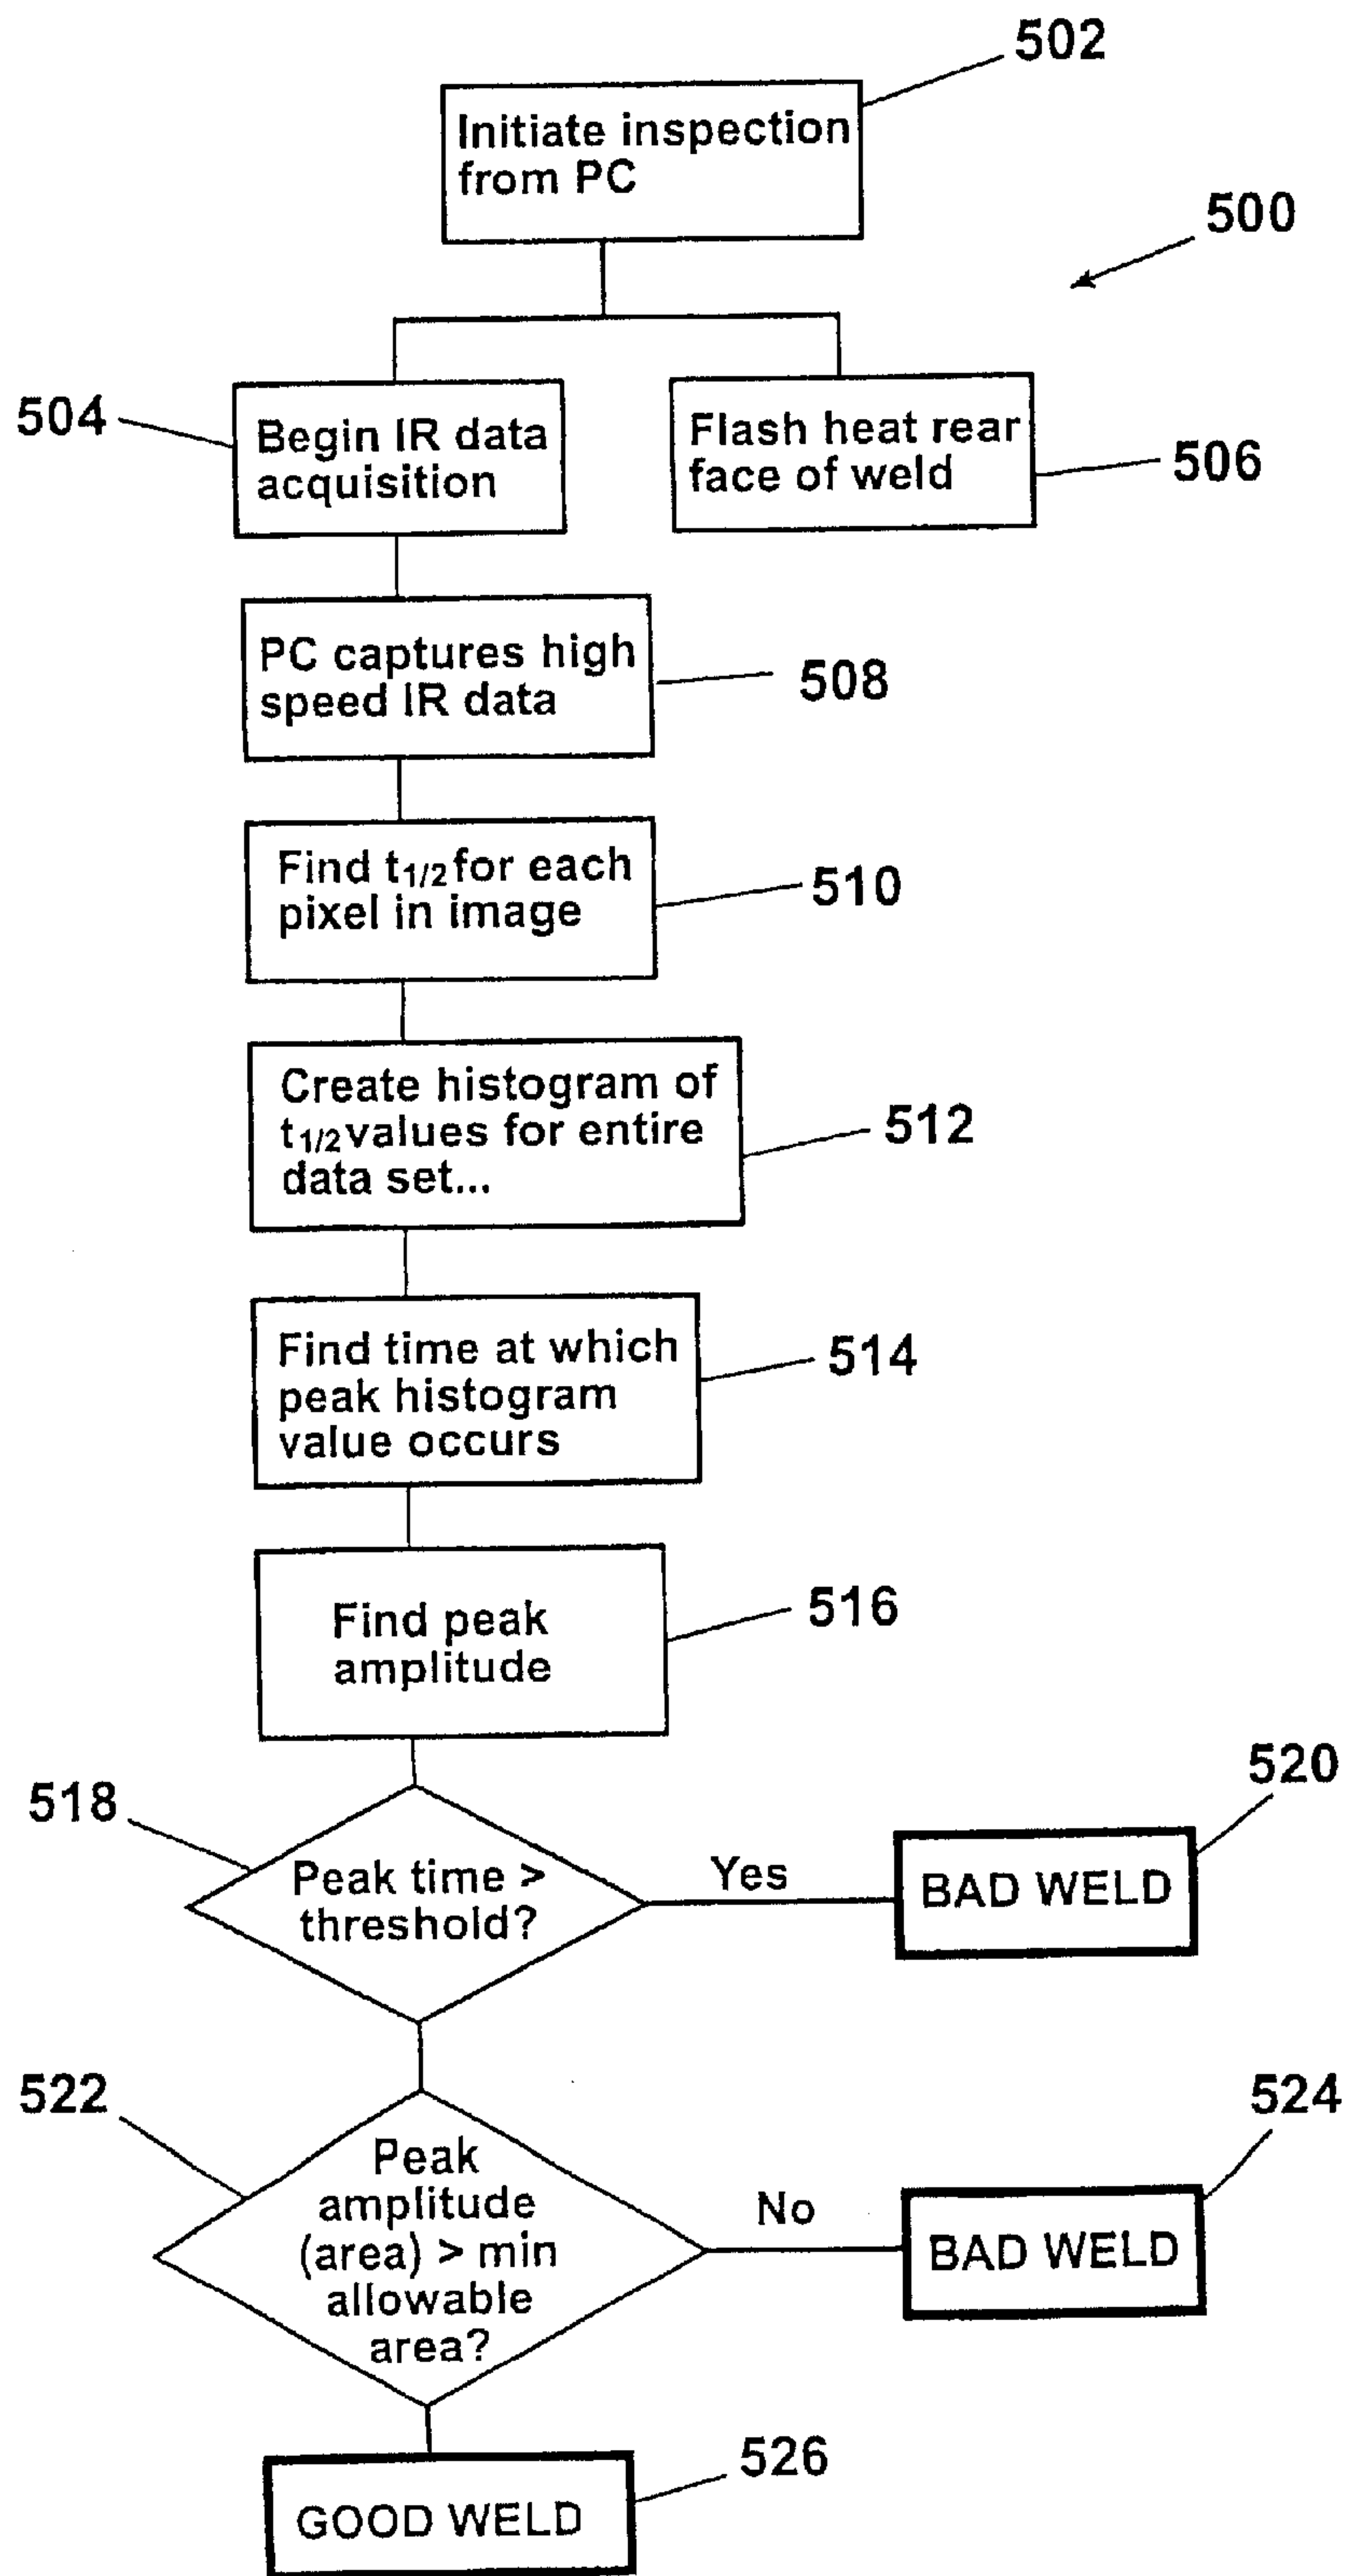 502
Initiate inspection
from PC
500
504
Begin IR data
acquisition
Flash heat rear
face of weld
506
PC captures high
speed IR data
508
Find t1/2 for each
pixel in image
510
Create histogram of
t1/2 values for entire
data set...
512
Find time at which
peak histogram
value occurs
514
Find peak
amplitude
516
518
Peak time >
threshold?
Yes
520
BAD WELD
522
Peak
amplitude
(area) > min
allowable
area?
No
524
BAD WELD
526
GOOD WELD